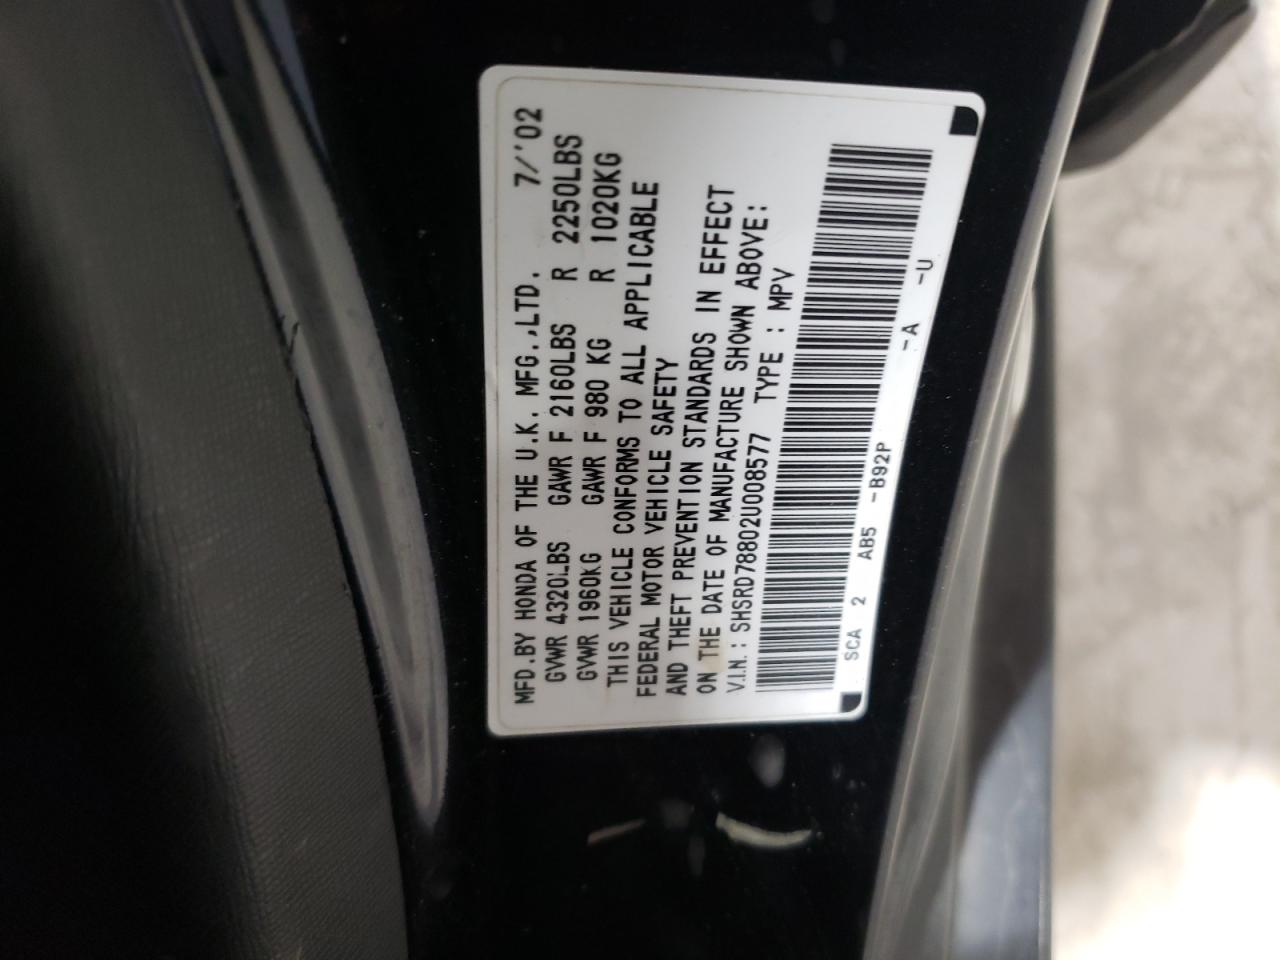 MFD.BY HONDA OF THE U.K. MFG.,LTD. 7/'02
GVWR 4320LBS GAWR F 2160LBS R 2250LBS
GVWR 1960KG GAWR F 980 KG R 1020KG
THIS VEHICLE CONFORMS TO ALL APPLICABLE
FEDERAL MOTOR VEHICLE SAFETY
AND THEFT PREVENTION STANDARDS IN EFFECT
ON THE DATE OF MANUFACTURE SHOWN ABOVE:
V.I.N.: SHSRD78802U008577 TYPE : MPV
SCA 2 AB5 -B92P -A -U